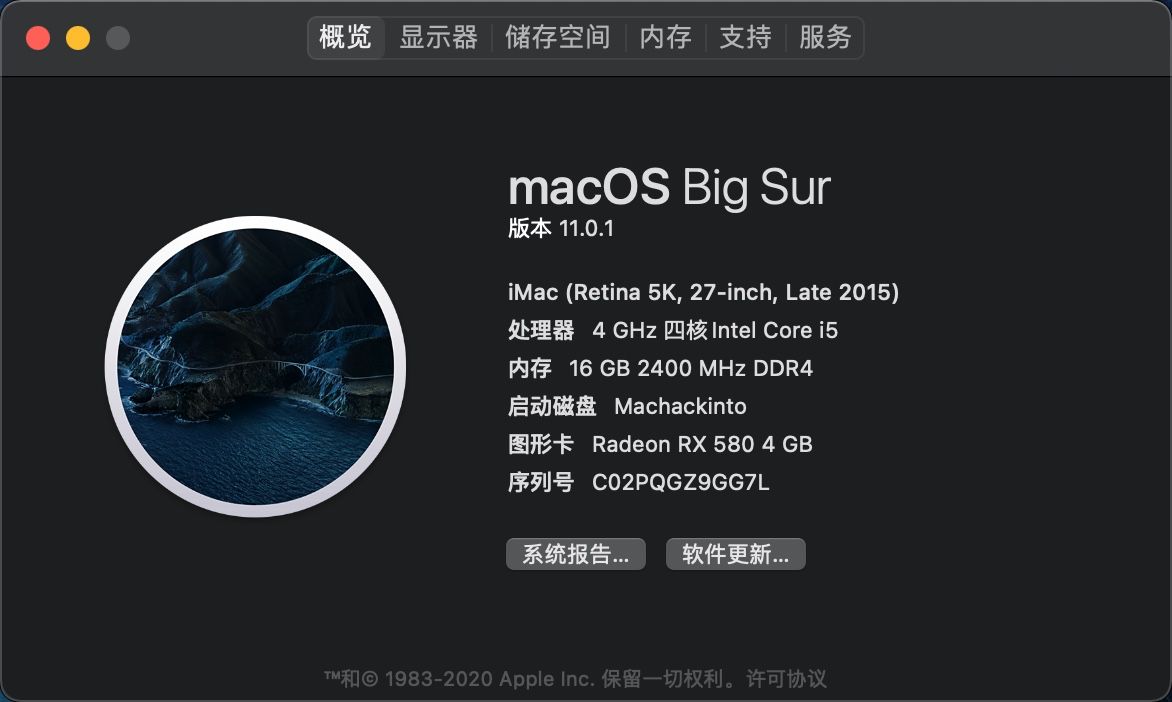 概览 显示器 储存空间 内存 支持 服务
macOS Big Sur
版本 11.0.1
iMac (Retina 5K, 27-inch, Late 2015)
处理器 4 GHz 四核Intel Core i5
内存 16 GB 2400 MHz DDR4
启动磁盘 Machackinto
图形卡 Radeon RX 580 4 GB
序列号 C02PQGZ9GG7L
系统报告... 软件更新...
™和© 1983-2020 Apple Inc. 保留一切权利。许可协议